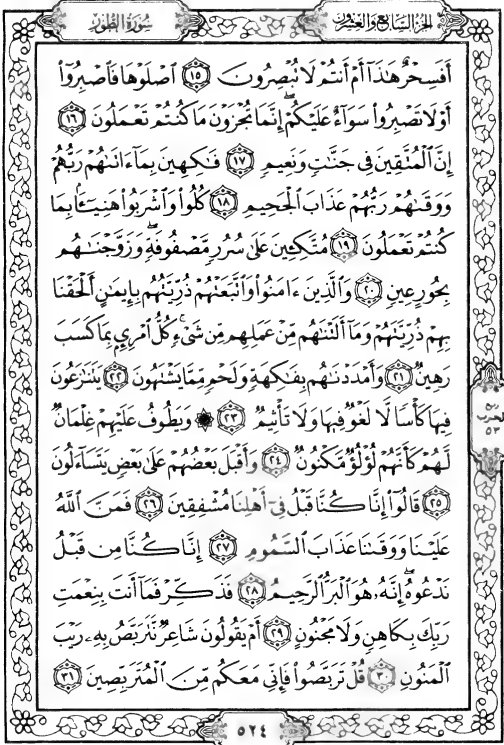 الجزء السابع والعشرون
سورة الطور
أَفَسِحْرٌ هَٰذَآ أَمْ أَنتُمْ لَا تُبْصِرُونَ ١٥ ٱصْلَوْهَا فَٱصْبِرُوٓا۟
أَوْ لَا تَصْبِرُوا۟ سَوَآءٌ عَلَيْكُمْ ۖ إِنَّمَا تُجْزَوْنَ مَا كُنتُمْ تَعْمَلُونَ ١٦
إِنَّ ٱلْمُتَّقِينَ فِى جَنَّٰتٍ وَنَعِيمٍ ١٧ فَٰكِهِينَ بِمَآ ءَاتَىٰهُمْ رَبُّهُمْ
وَوَقَىٰهُمْ رَبُّهُمْ عَذَابَ ٱلْجَحِيمِ ١٨ كُلُوا۟ وَٱشْرَبُوا۟ هَنِيٓـًٔۢا بِمَا
كُنتُمْ تَعْمَلُونَ ١٩ مُتَّكِـِٔينَ عَلَىٰ سُرُرٍ مَّصْفُوفَةٍ ۖ وَزَوَّجْنَٰهُم
بِحُورٍ عِينٍ ٢٠ وَٱلَّذِينَ ءَامَنُوا۟ وَٱتَّبَعَتْهُمْ ذُرِّيَّتُهُم بِإِيمَٰنٍ أَلْحَقْنَا
بِهِمْ ذُرِّيَّتَهُمْ وَمَآ أَلَتْنَٰهُم مِّنْ عَمَلِهِم مِّن شَىْءٍ ۚ كُلُّ ٱمْرِئٍۭ بِمَا كَسَبَ
رَهِينٌ ٢١ وَأَمْدَدْنَٰهُم بِفَٰكِهَةٍ وَلَحْمٍ مِّمَّا يَشْتَهُونَ ٢٢ يَتَنَٰزَعُونَ
فِيهَا كَأْسًا لَّا لَغْوٌ فِيهَا وَلَا تَأْثِيمٌ ٢٣ ۞ وَيَطُوفُ عَلَيْهِمْ غِلْمَانٌ
لَّهُمْ كَأَنَّهُمْ لُؤْلُؤٌ مَّكْنُونٌ ٢٤ وَأَقْبَلَ بَعْضُهُمْ عَلَىٰ بَعْضٍ يَتَسَآءَلُونَ
٢٥ قَالُوٓا۟ إِنَّا كُنَّا قَبْلُ فِىٓ أَهْلِنَا مُشْفِقِينَ ٢٦ فَمَنَّ ٱللَّهُ
عَلَيْنَا وَوَقَىٰنَا عَذَابَ ٱلسَّمُومِ ٢٧ إِنَّا كُنَّا مِن قَبْلُ
نَدْعُوهُ ۖ إِنَّهُۥ هُوَ ٱلْبَرُّ ٱلرَّحِيمُ ٢٨ فَذَكِّرْ فَمَآ أَنتَ بِنِعْمَتِ
رَبِّكَ بِكَاهِنٍ وَلَا مَجْنُونٍ ٢٩ أَمْ يَقُولُونَ شَاعِرٌ نَّتَرَبَّصُ بِهِۦ رَيْبَ
ٱلْمَنُونِ ٣٠ قُلْ تَرَبَّصُوا۟ فَإِنِّى مَعَكُم مِّنَ ٱلْمُتَرَبِّصِينَ ٣١
ربع
الحزب
٥٣
٥٢٤